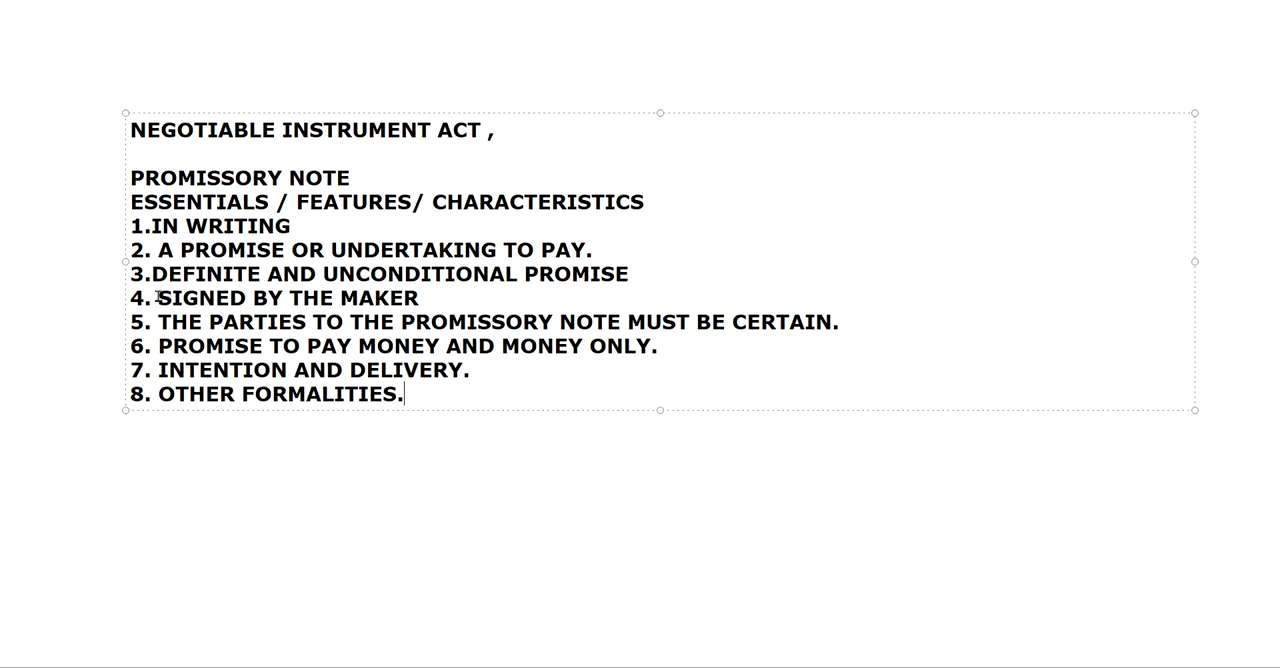 NEGOTIABLE INSTRUMENT ACT ,
PROMISSORY NOTE
ESSENTIALS / FEATURES/ CHARACTERISTICS
1.IN WRITING
2. A PROMISE OR UNDERTAKING TO PAY.
3.DEFINITE AND UNCONDITIONAL PROMISE
4. SIGNED BY THE MAKER
5. THE PARTIES TO THE PROMISSORY NOTE MUST BE CERTAIN.
6. PROMISE TO PAY MONEY AND MONEY ONLY.
7. INTENTION AND DELIVERY.
8. OTHER FORMALITIES.